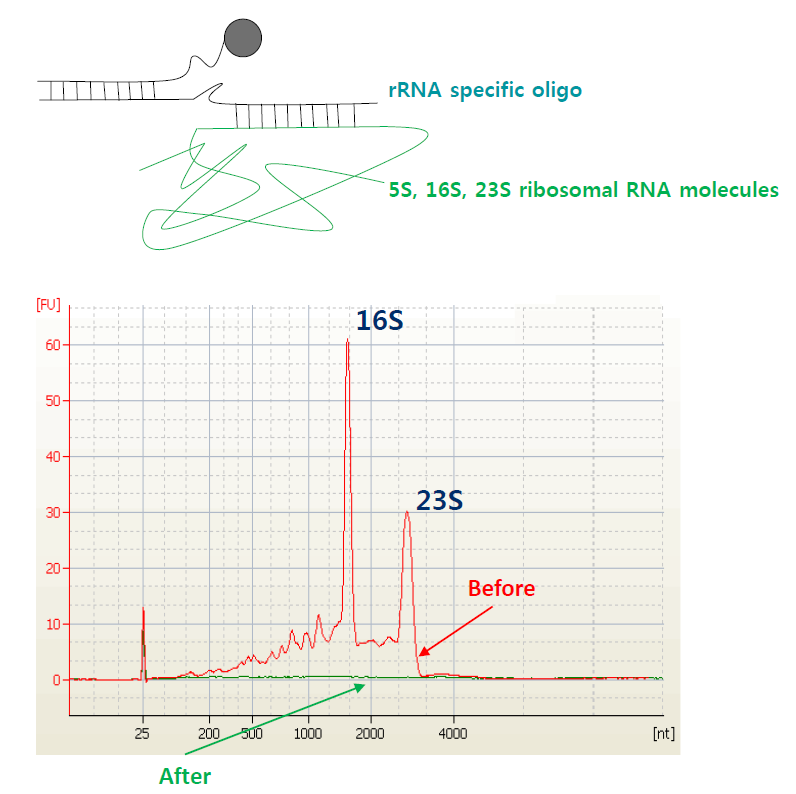 rRNA specific oligo
5S, 16S, 23S ribosomal RNA molecules
[FU]
16S
60
50
40
30
23S
20
Before
10
0
25 200 500 1000 2000 4000 [nt]
After